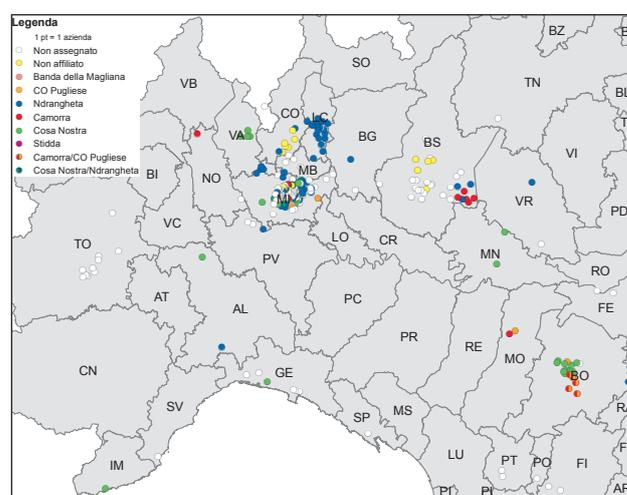 Legenda
1 pt = 1 azienda
Non assegnato
Non affiliato
Banda della Magliana
CO Pugliese
Ndrangheta
Camorra
Cosa Nostra
Stidda
Camorra/CO Pugliese
Cosa Nostra/Ndrangheta
BZ
SO
VB
TN
CO
LC
VA
BG
BS
VI
BI
NO
MB
MI
VR
PD
VC
TO
LO
CR
MN
PV
RO
AT
AL
PC
FE
PR
RE
MO
CN
GE
BO
SV
SP
MS
LU
PT
PO
FI
IM